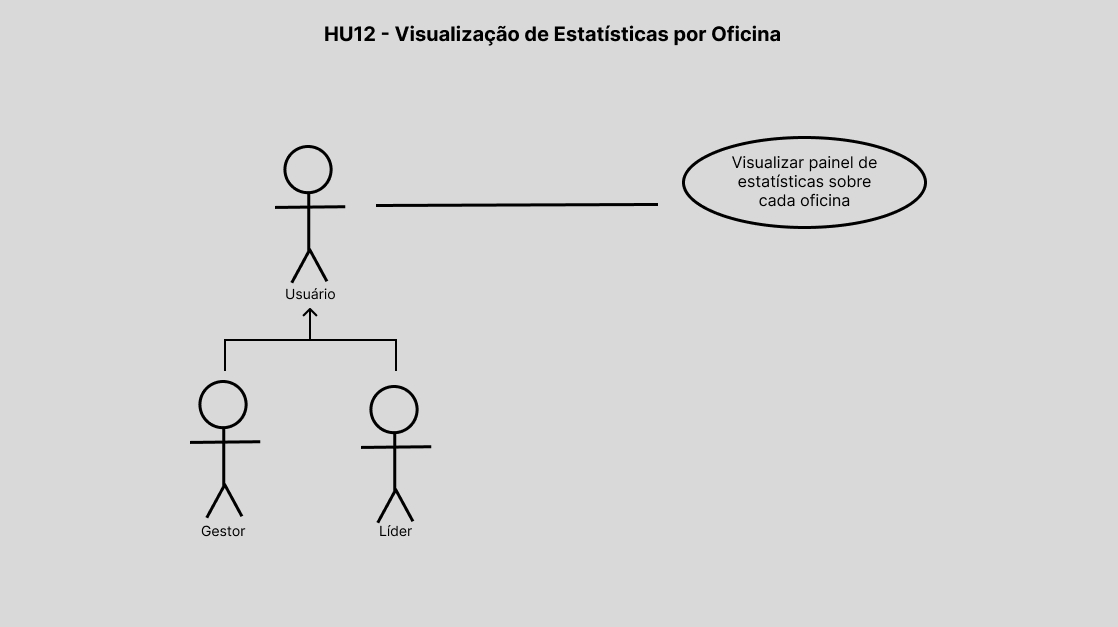 HU12 - Visualização de Estatísticas por Oficina
Visualizar painel de
estatísticas sobre
cada oficina
Usuário
Gestor
Líder